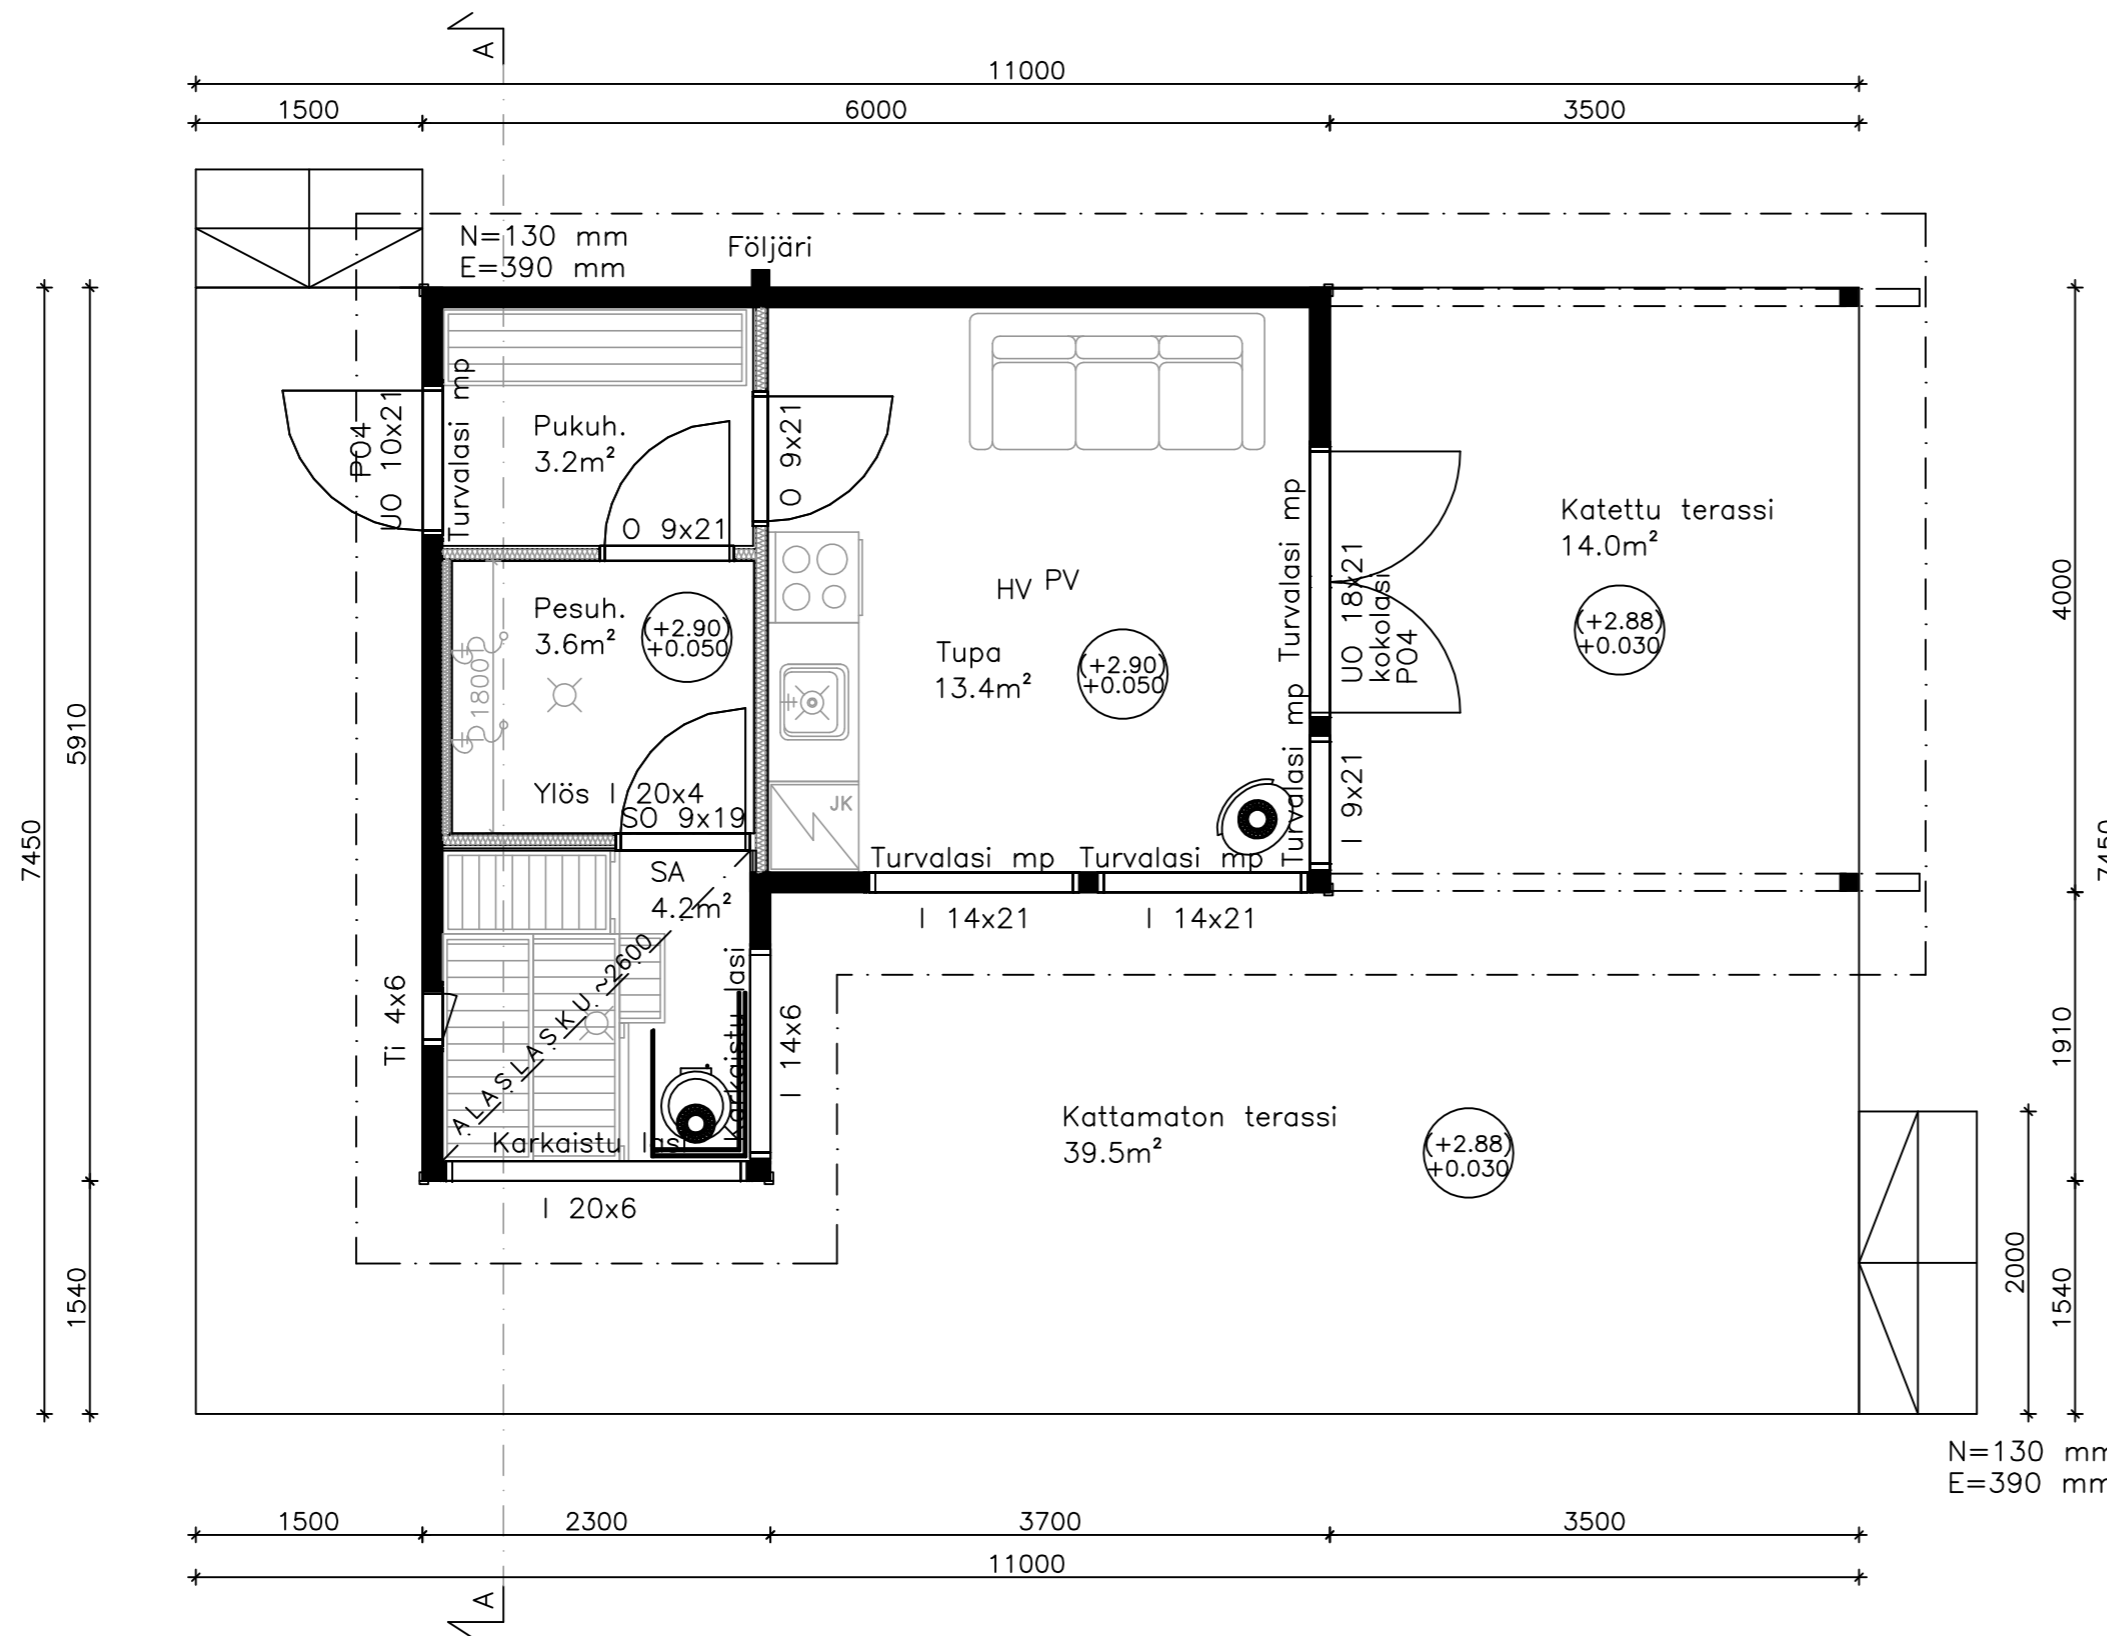 A
11000
1500
6000
3500
N=130 mm
E=390 mm
Följäri
PO4
UO 10x21
Turvalasi mp
Pukuh.
3.2m²
O 9x21
O 9x21
Turvalasi mp
UO 18x21
kokolasi
PO4
Katettu terassi
14.0m²
(+2.88)
+0.030
HV PV
Pesuh.
3.6m²
(+2.90)
+0.050
1800
Tupa
13.4m²
(+2.90)
+0.050
Turvalasi mp
I 9x21
Ylös I 20x4
SO 9x19
JK
Turvalasi mp
Turvalasi mp
SA
4.2m²
I 14x21
I 14x21
Ti 4x6
ALASLASKU ~2600
Karkaistu lasi
I 14x6
Karkaistu lasi
I 20x6
Kattamaton terassi
39.5m²
(+2.88)
+0.030
7450
5910
1540
4000
1910
1540
2000
7450
N=130 mm
E=390 mm
1500
2300
3700
3500
11000
A